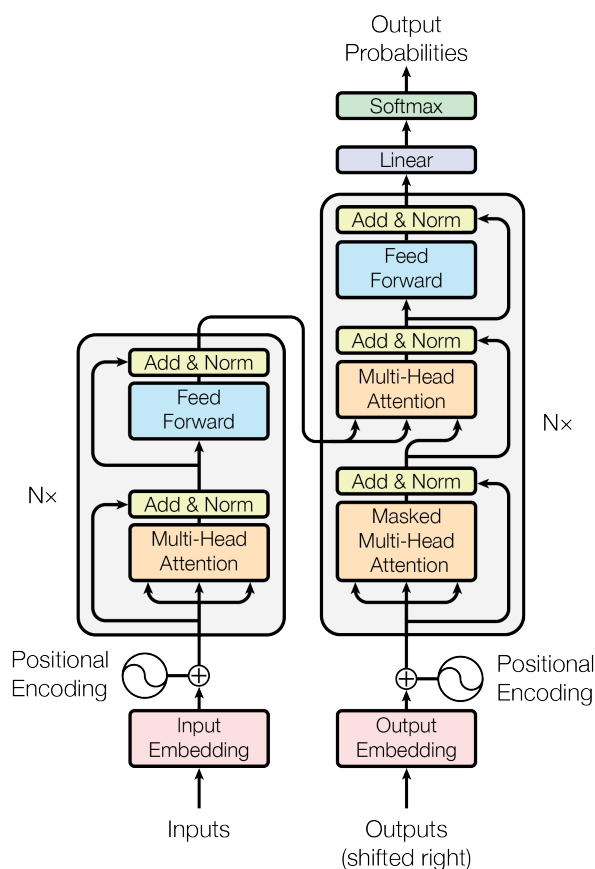 Output
Probabilities
Softmax
Linear
Add & Norm
Feed
Forward
Add & Norm
Multi-Head
Attention
Add & Norm
Masked
Multi-Head
Attention
N×
Add & Norm
Feed
Forward
Add & Norm
Multi-Head
Attention
N×
Positional
Encoding
Positional
Encoding
Input
Embedding
Output
Embedding
Inputs
Outputs
(shifted right)